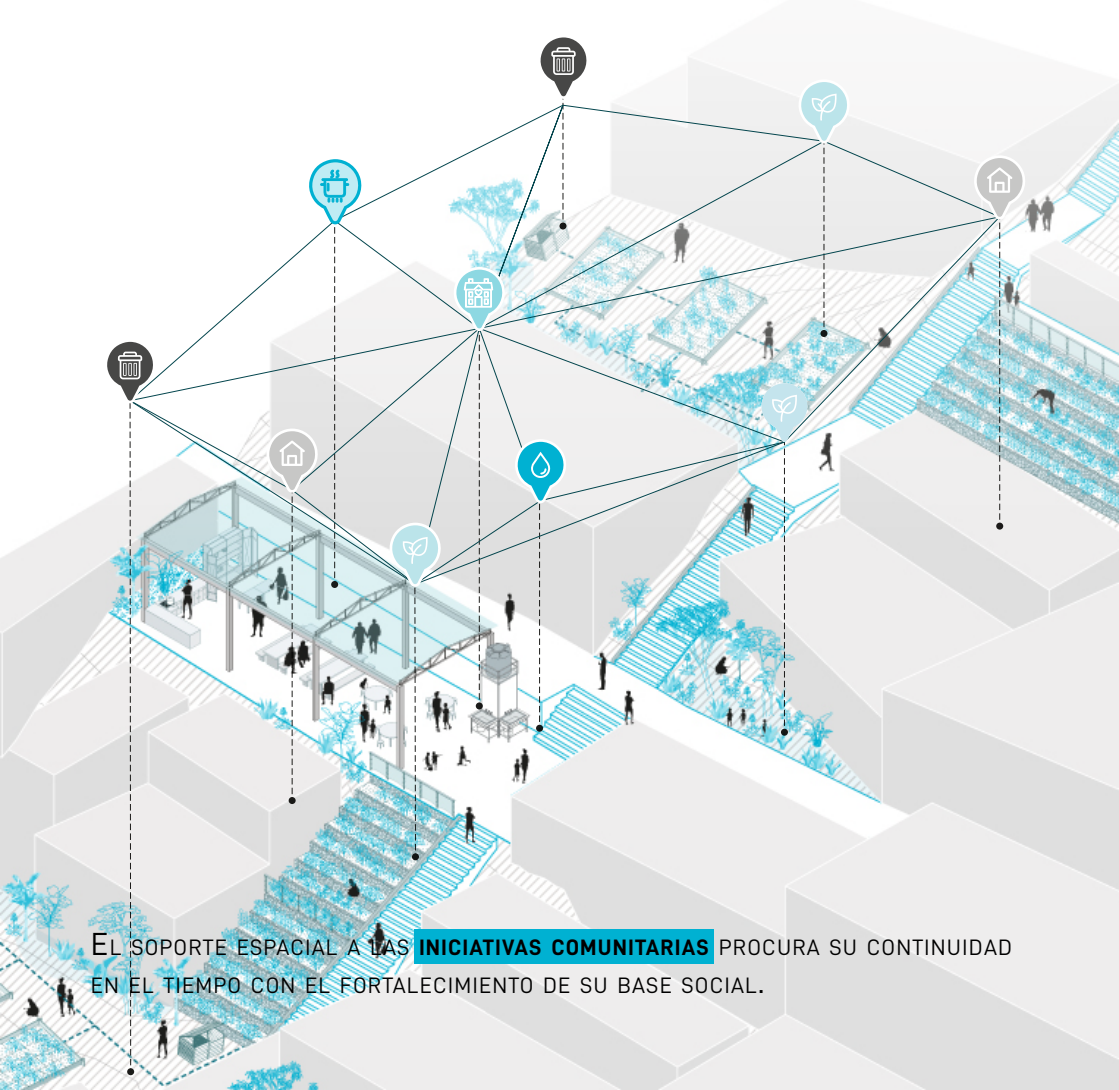 El soporte espacial a las iniciativas comunitarias procura su continuidad
en el tiempo con el fortalecimiento de su base social.